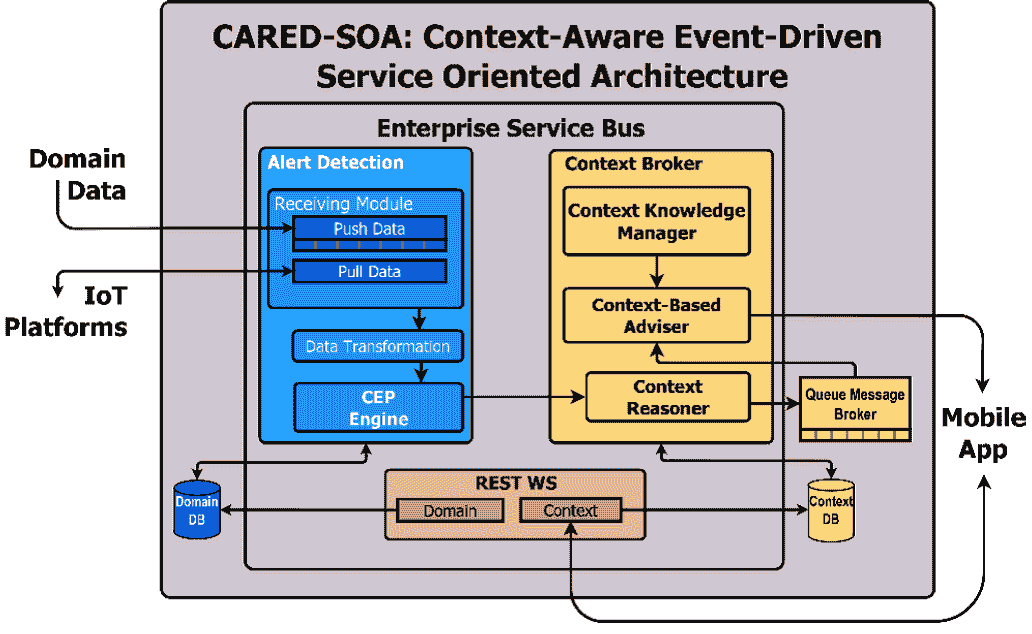 CARED-SOA: Context-Aware Event-Driven
Service Oriented Architecture
Enterprise Service Bus
Domain
Data
IoT
Platforms
Alert Detection
Receiving Module
Push Data
Pull Data
Data Transformation
CEP
Engine
Context Broker
Context Knowledge
Manager
Context-Based
Adviser
Context
Reasoner
Queue Message
Broker
Mobile
App
REST WS
Domain
Context
Domain
DB
Context
DB